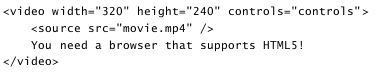 <video width="320" height="240" controls="controls">
    <source src="movie.mp4" />
    You need a browser that supports HTML5!
</video>